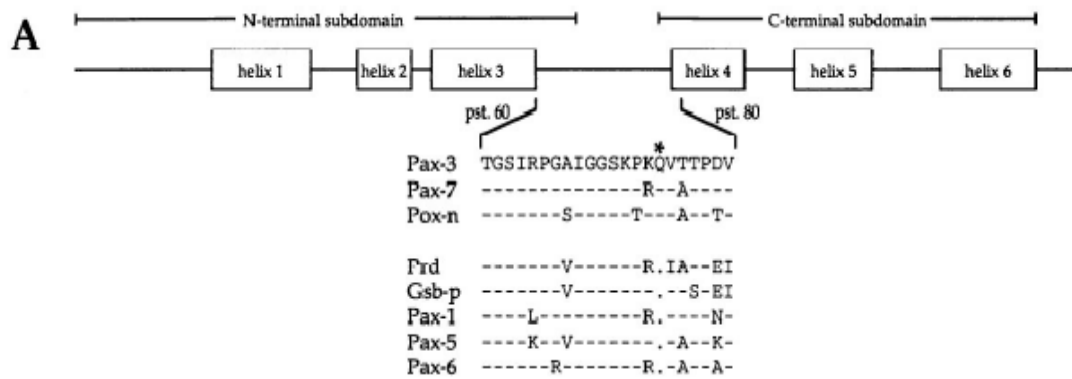 A
N-terminal subdomain C-terminal subdomain
helix 1 helix 2 helix 3 helix 4 helix 5 helix 6
pst. 60 pst. 80
*
Pax-3 TGSIRPGAIGGSKPKQVTTPDV
Pax-7 --------------R--A----
Pox-n -------S-----T---A--T-
Prd -------V------R.IA--EI
Gsb-p -------V-------.--S-EI
Pax-1 ----L---------R.----N-
Pax-5 ----K--V-------.-A--K-
Pax-6 ------R-------R.-A--A-